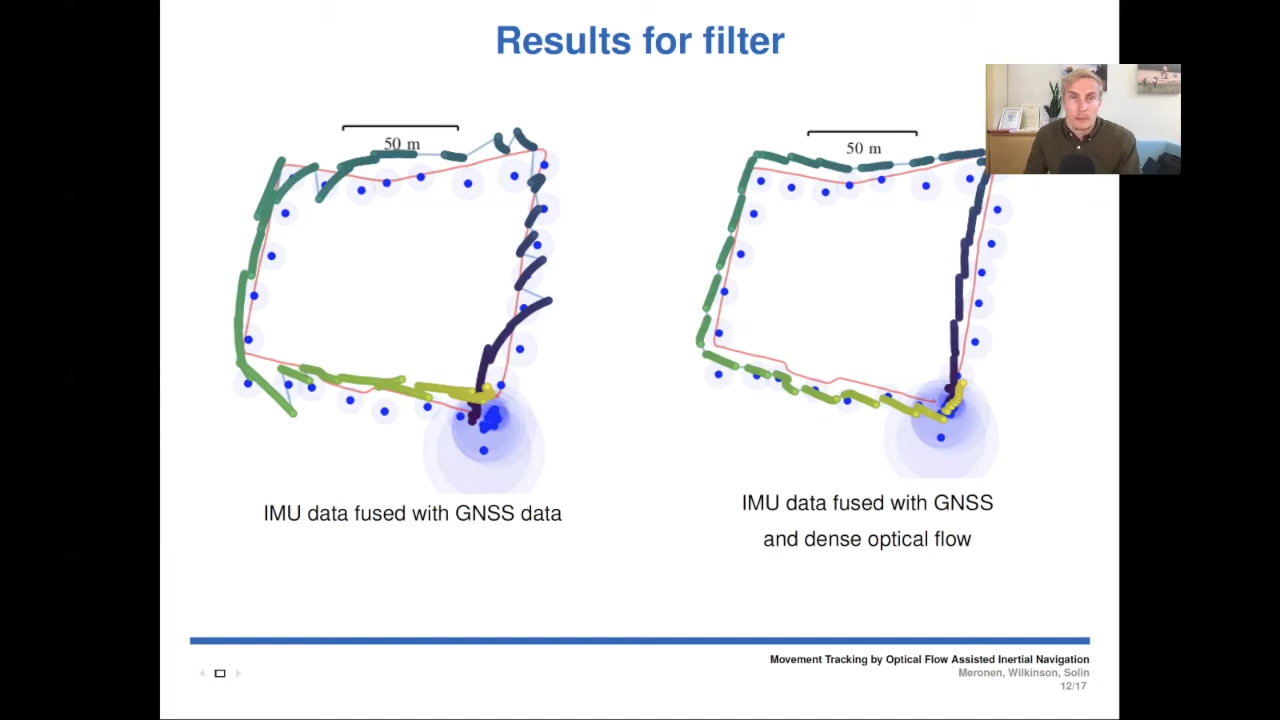 Results for filter
50 m
50 m
IMU data fused with GNSS data
IMU data fused with GNSS
and dense optical flow
Movement Tracking by Optical Flow Assisted Inertial Navigation
Meronen, Wilkinson, Solin
12/17